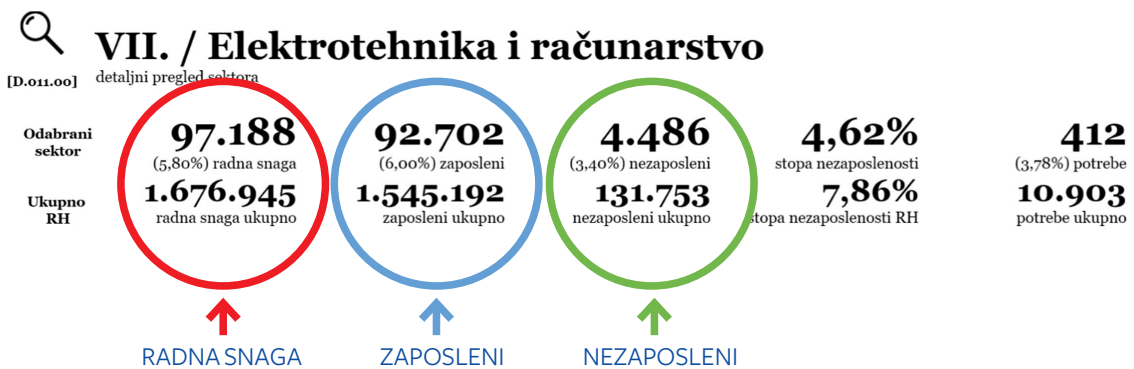 VII. / Elektrotehnika i računarstvo
[D.011.00] detaljni pregled sektora
Odabrani sektor
97.188 92.702 4.486 4,62% 412
(5,80%) radna snaga (6,00%) zaposleni (3,40%) nezaposleni stopa nezaposlenosti (3,78%) potrebe
Ukupno RH
1.676.945 1.545.192 131.753 7,86% 10.903
radna snaga ukupno zaposleni ukupno nezaposleni ukupno stopa nezaposlenosti RH potrebe ukupno
RADNA SNAGA ZAPOSLENI NEZAPOSLENI